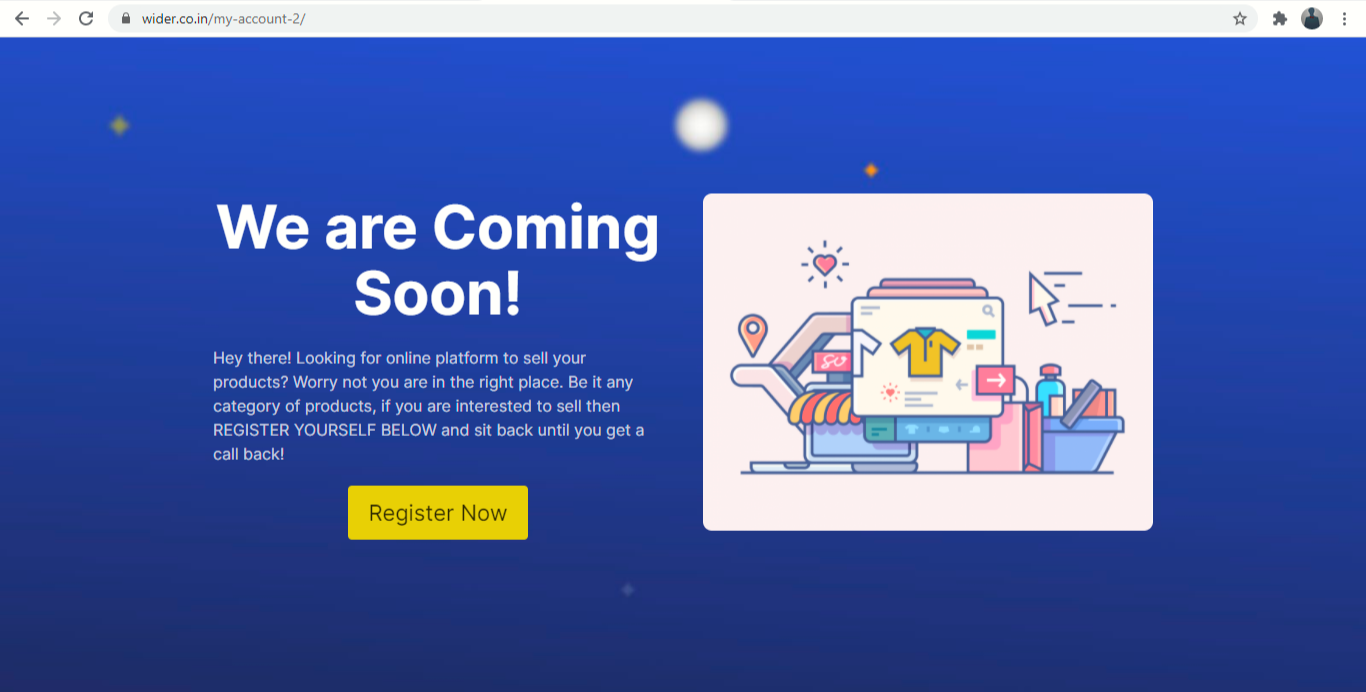 wider.co.in/my-account-2/
We are Coming
Soon!
Hey there! Looking for online platform to sell your
products? Worry not you are in the right place. Be it any
category of products, if you are interested to sell then
REGISTER YOURSELF BELOW and sit back until you get a
call back!
Register Now